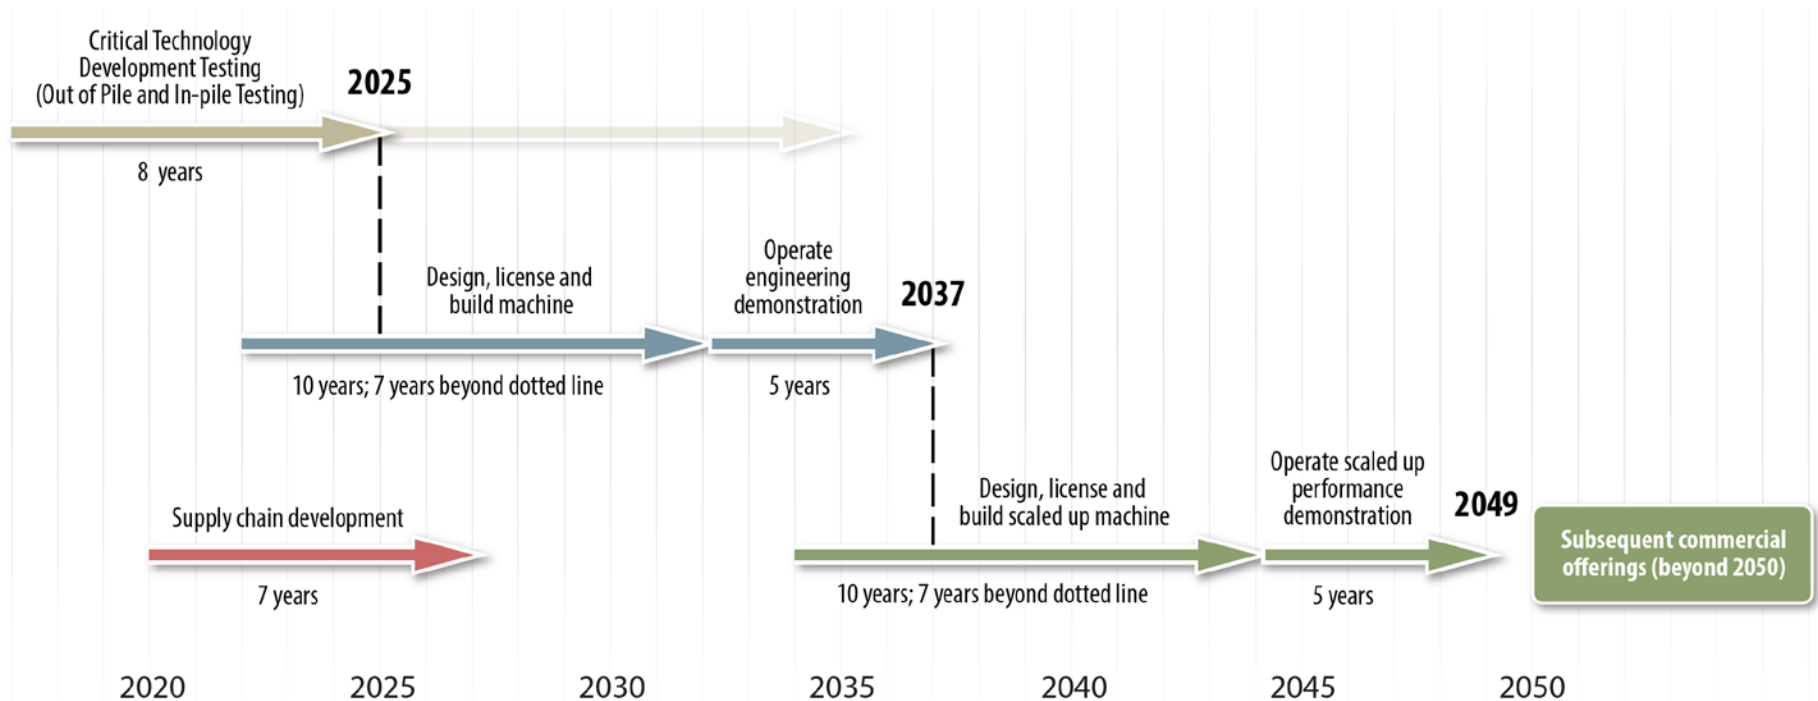 Critical Technology
Development Testing
(Out of Pile and In-pile Testing)
2025
8 years
Design, license and
build machine
Operate
engineering
demonstration
2037
10 years; 7 years beyond dotted line
5 years
Supply chain development
7 years
Design, license and
build scaled up machine
Operate scaled up
performance
demonstration
2049
Subsequent commercial
offerings (beyond 2050)
10 years; 7 years beyond dotted line
5 years
2020 2025 2030 2035 2040 2045 2050